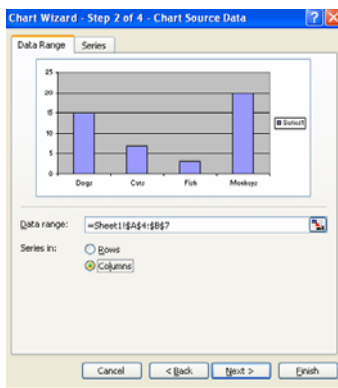 Chart Wizard - Step 2 of 4 - Chart Source Data
Data Range Series
25
20
15
10
5
0
Dogs Cats Fish Monkeys
Series1
Data range: =Sheet1!$A$4:$B$7
Series in: Rows
Columns
Cancel < Back Next > Finish